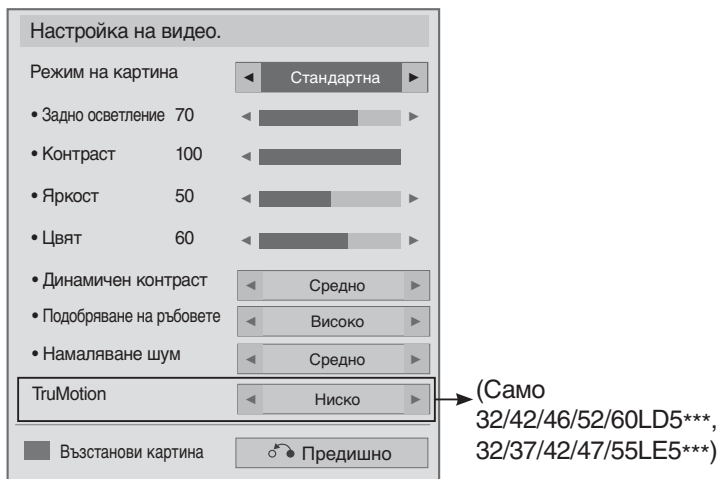 Настройка на видео.
Режим на картина ◄ Стандартна ►
• Задно осветление 70
• Контраст 100
• Яркост 50
• Цвят 60
• Динамичен контраст ◄ Средно ►
• Подобряване на ръбовете ◄ Високо ►
• Намаляване шум ◄ Средно ►
TruMotion ◄ Ниско ►
(Само
32/42/46/52/60LD5***,
32/37/42/47/55LE5***)
Възстанови картина Предишно